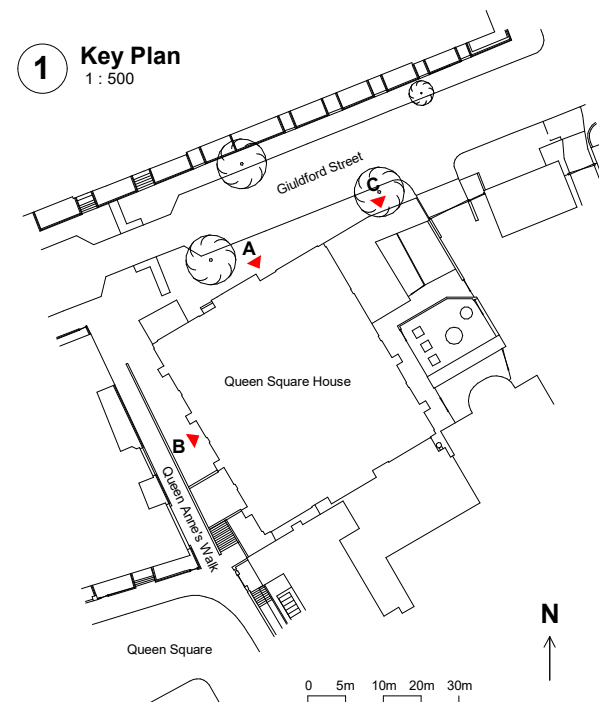 1
Key Plan
1 : 500
Giuldford Street
C
A
Queen Square House
B
Queen Anne's Walk
Queen Square
N
0 5m 10m 20m 30m